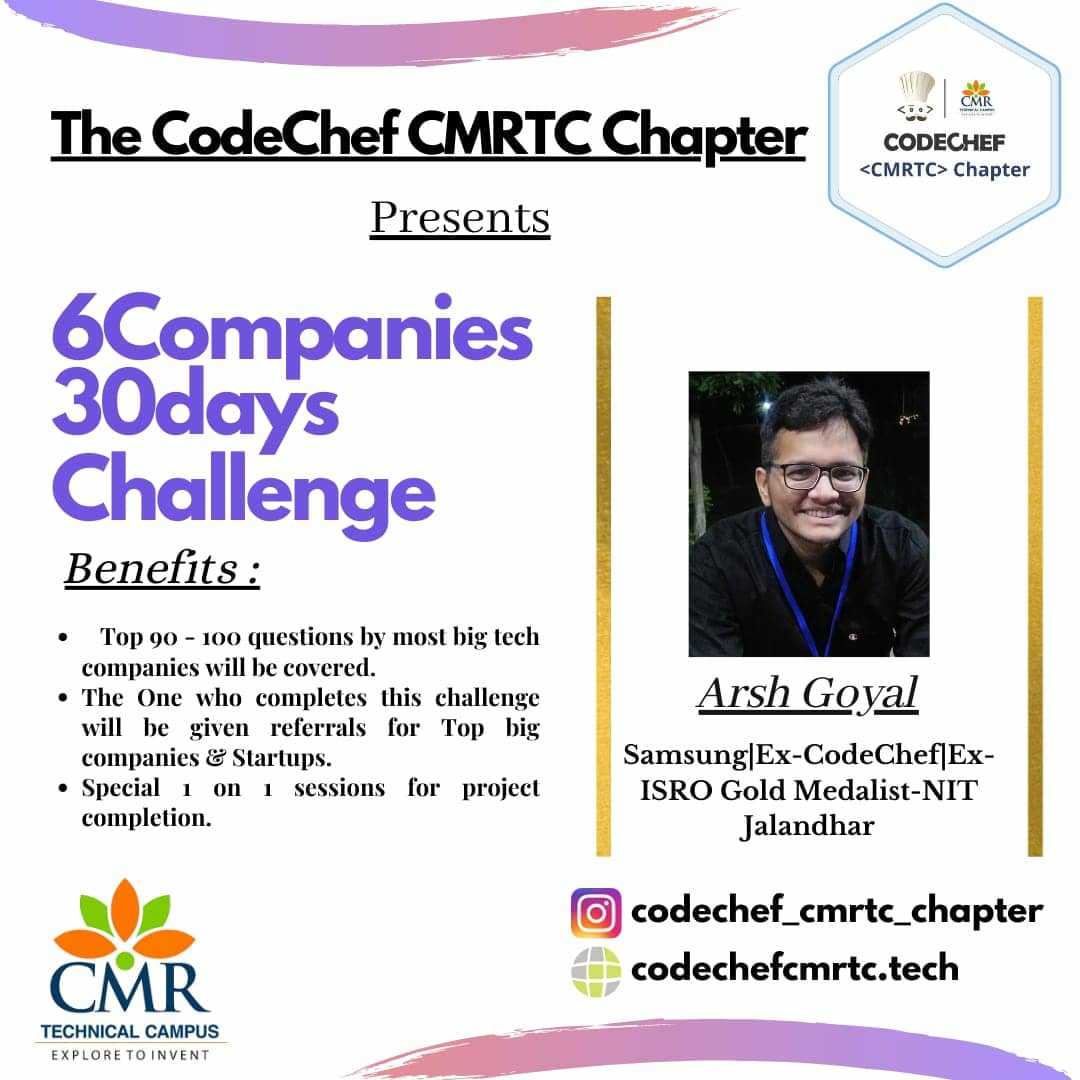 The CodeChef CMRTC Chapter
Presents
CMR
TECHNICAL CAMPUS
CODECHEF
<CMRTC> Chapter
6Companies
30days
Challenge
Benefits :
• Top 90 - 100 questions by most big tech
companies will be covered.
• The One who completes this challenge
will be given referrals for Top big
companies & Startups.
• Special 1 on 1 sessions for project
completion.
Arsh Goyal
Samsung|Ex-CodeChef|Ex-
ISRO Gold Medalist-NIT
Jalandhar
codechef_cmrtc_chapter
codechefcmrtc.tech
CMR
TECHNICAL CAMPUS
EXPLORE TO INVENT